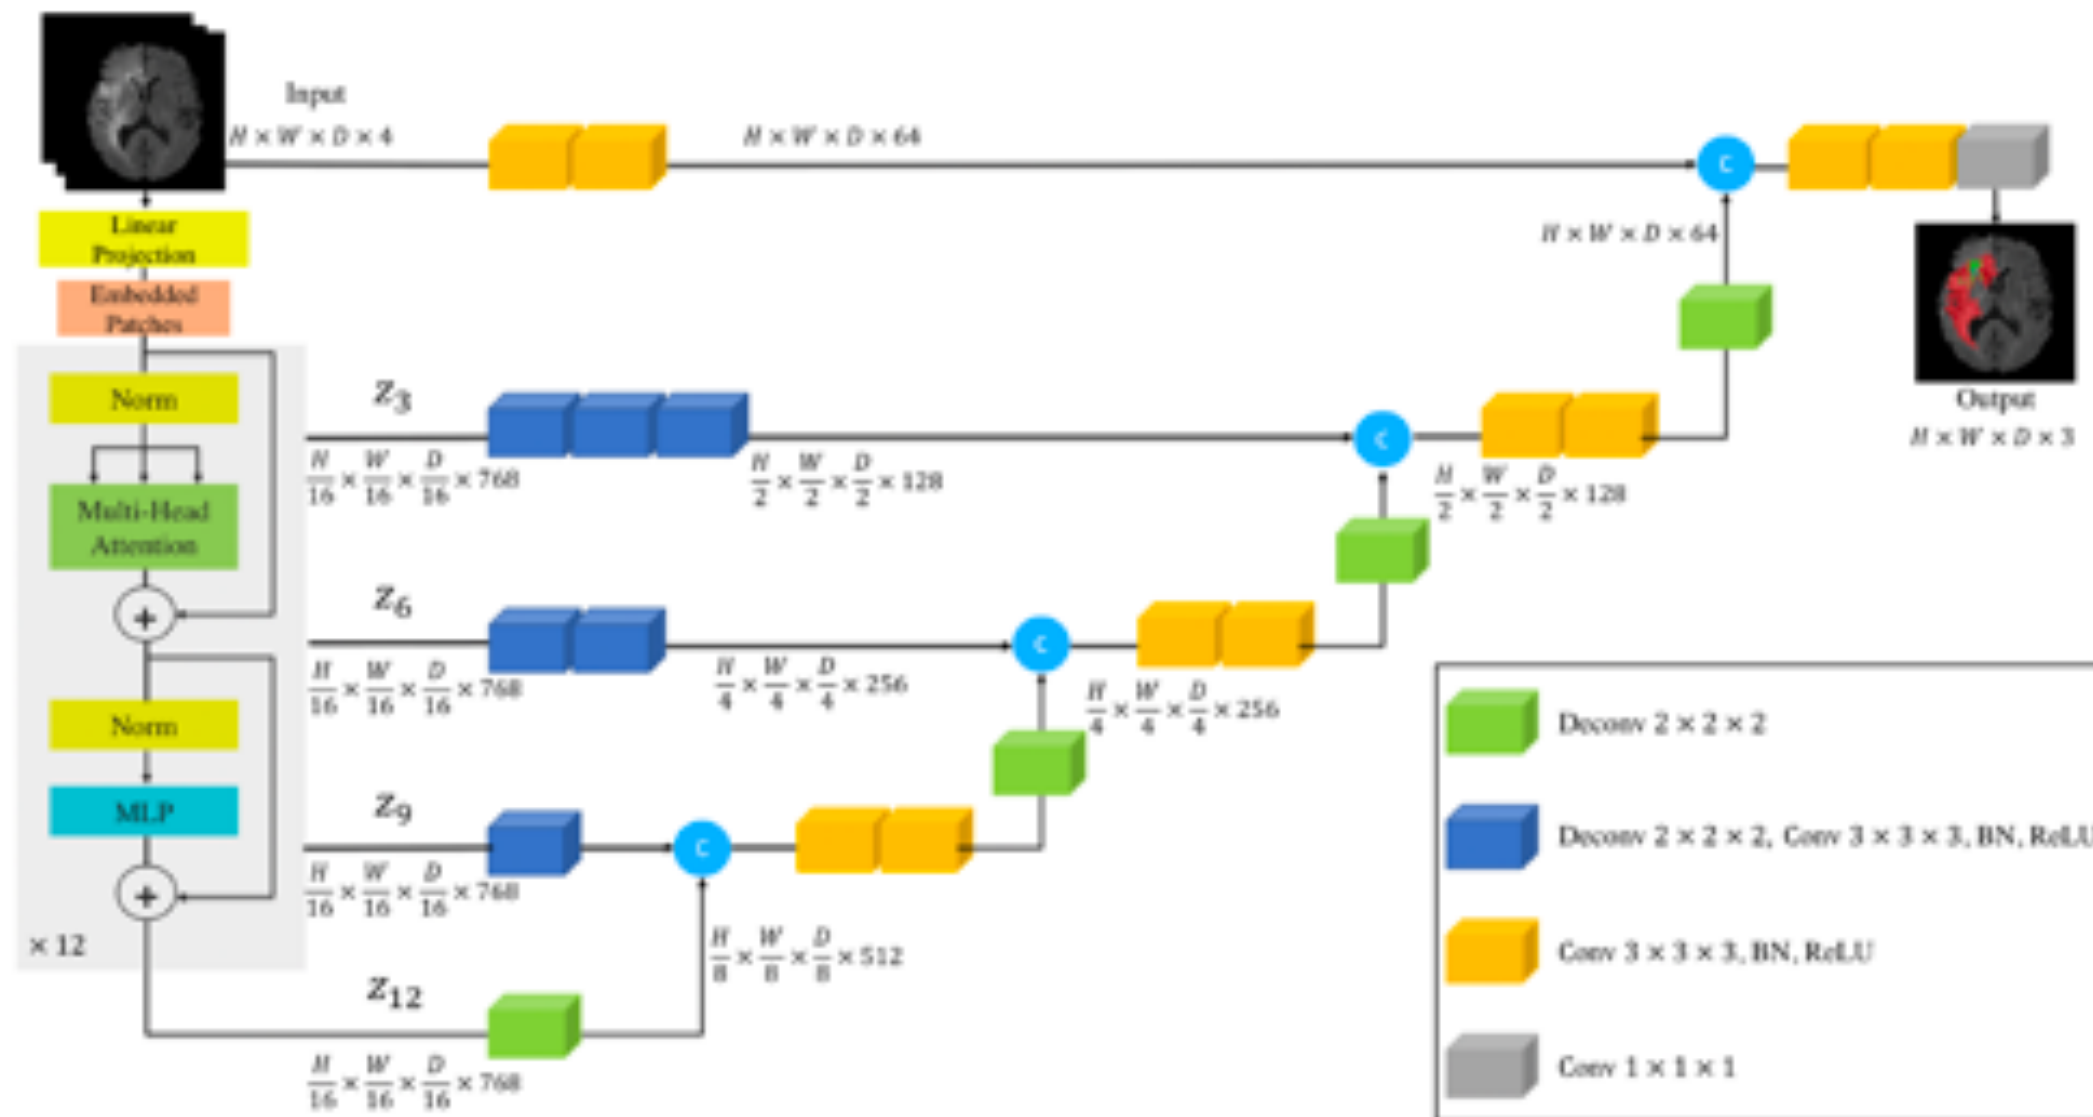 Input
H × W × D × 4
H × W × D × 64
C
Linear
Projection
H × W × D × 64
Embedded
Patches
Output
H × W × D × 3
Norm
z₃
C
H/16 × W/16 × D/16 × 768
H/2 × W/2 × D/2 × 128
H/2 × W/2 × D/2 × 128
Multi-Head
Attention
+
z₆
C
H/16 × W/16 × D/16 × 768
H/4 × W/4 × D/4 × 256
H/4 × W/4 × D/4 × 256
Norm
MLP
z₉
C
H/16 × W/16 × D/16 × 768
+
× 12
H/8 × W/8 × D/8 × 512
z₁₂
H/16 × W/16 × D/16 × 768
Deconv 2 × 2 × 2
Deconv 2 × 2 × 2, Conv 3 × 3 × 3, BN, ReLU
Conv 3 × 3 × 3, BN, ReLU
Conv 1 × 1 × 1